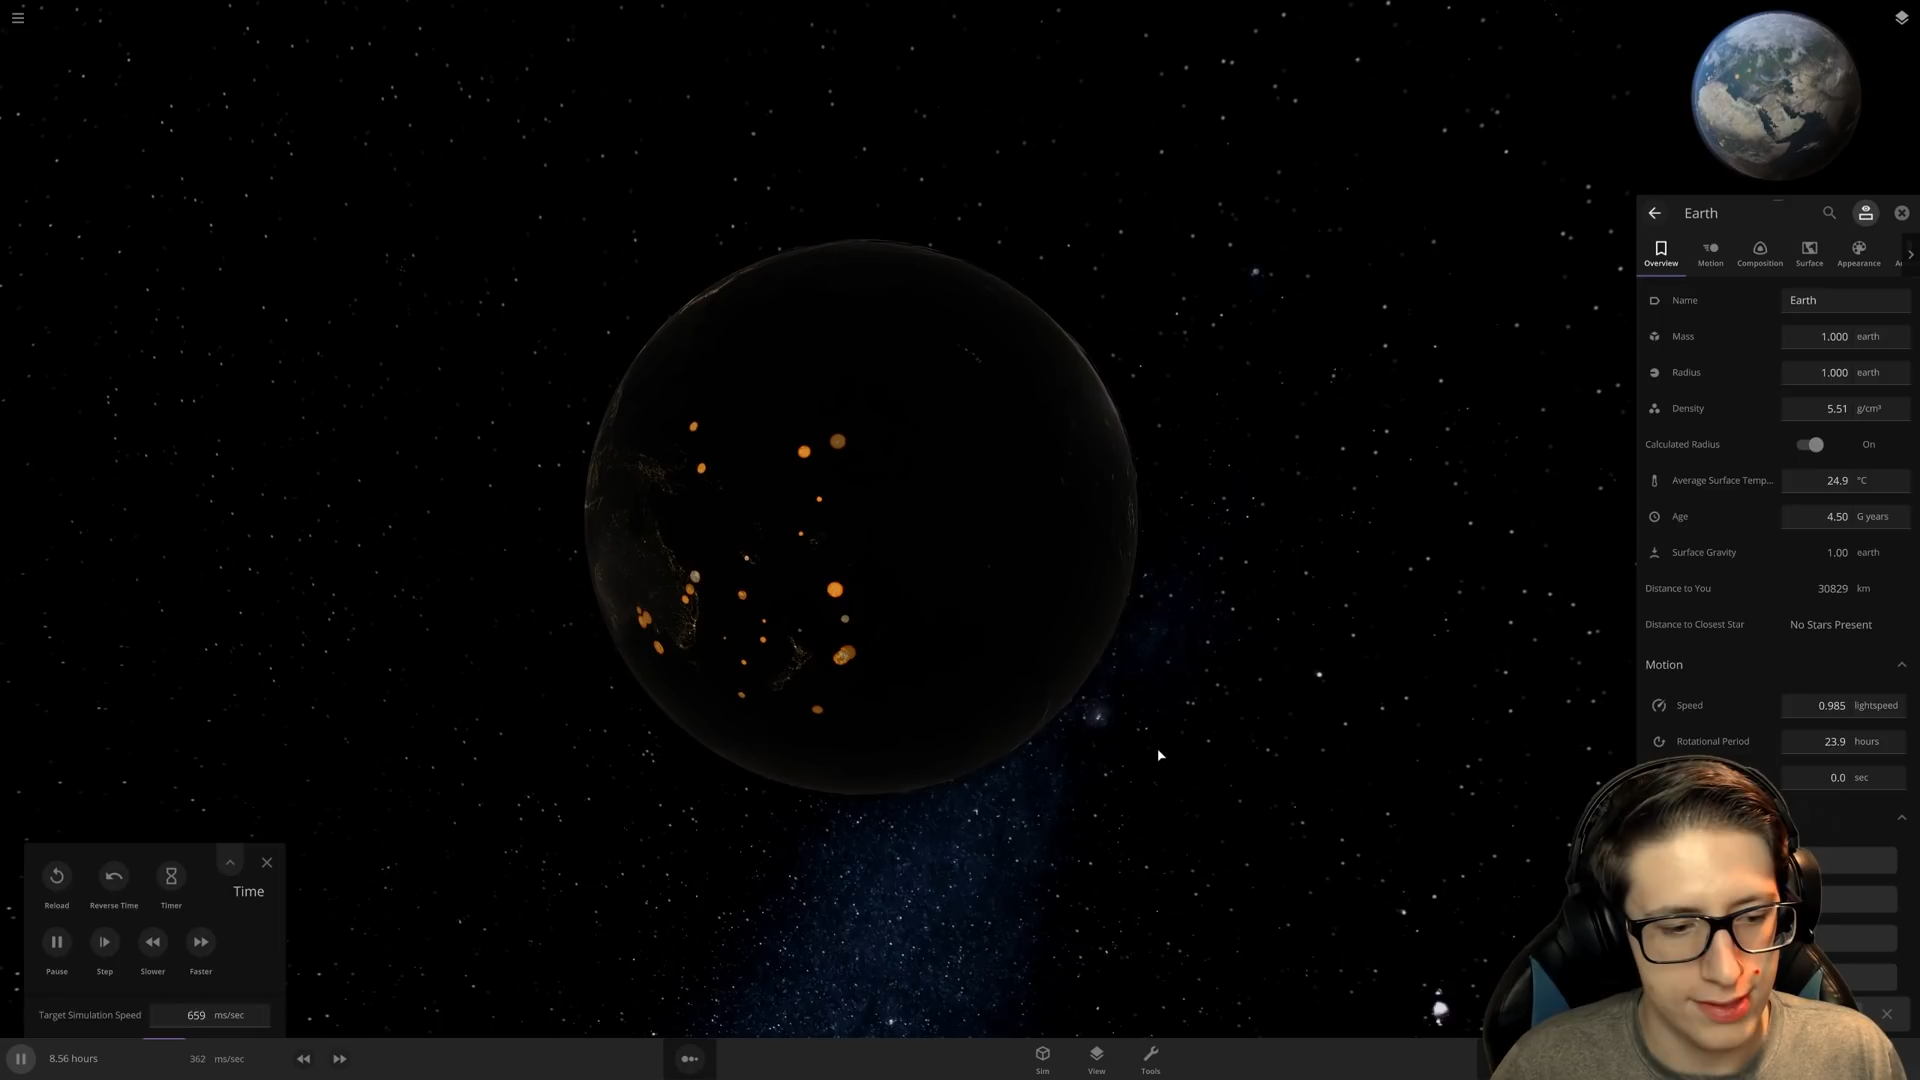 Earth
Overview
Motion
Composition
Surface
Appearance
Name Earth
Mass 1.000 earth
Radius 1.000 earth
Density 5.51 g/cm³
Calculated Radius On
Average Surface Temp... 24.9 °C
Age 4.50 G years
Surface Gravity 1.00 earth
Distance to You 30829 km
Distance to Closest Star No Stars Present
Motion
Speed 0.985 lightspeed
Rotational Period 23.9 hours
0.0 sec
Time
Reload Reverse Time Timer
Pause Step Slower Faster
Target Simulation Speed 659 ms/sec
8.56 hours 362 ms/sec
Sim View Tools